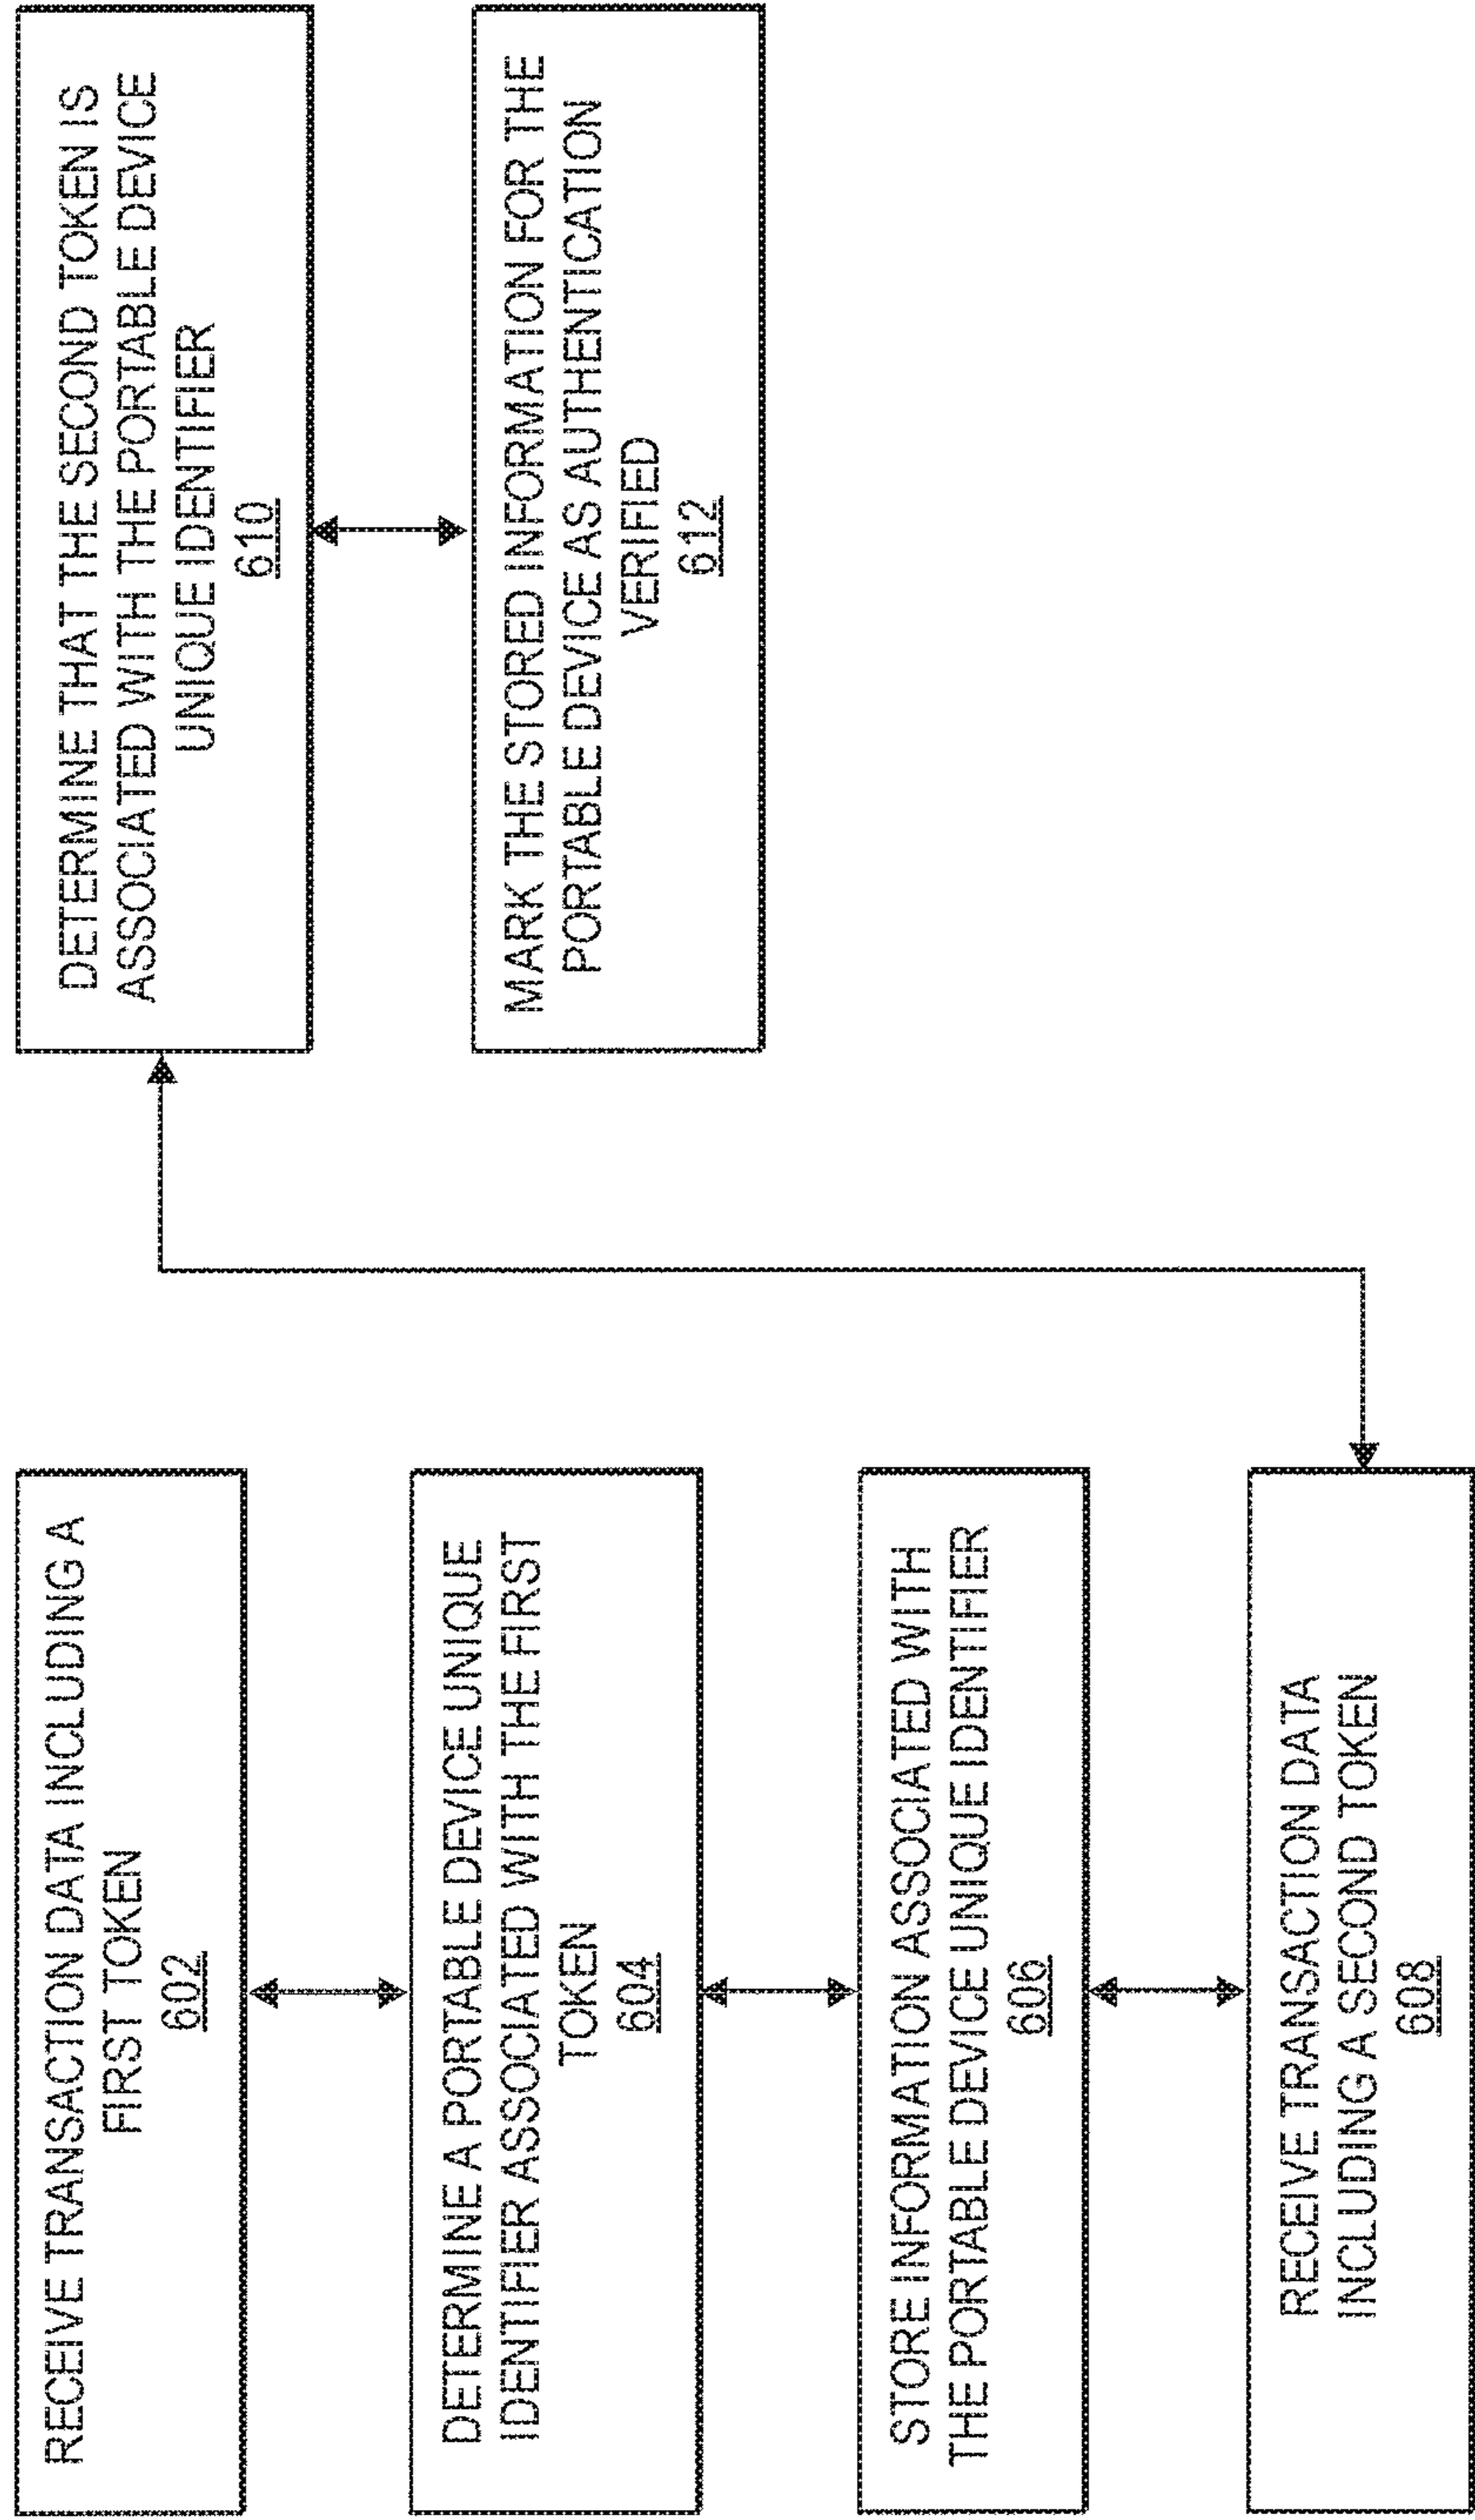 RECEIVE TRANSACTION DATA INCLUDING A
FIRST TOKEN
602
DETERMINE A PORTABLE DEVICE UNIQUE
IDENTIFIER ASSOCIATED WITH THE FIRST
TOKEN
604
STORE INFORMATION ASSOCIATED WITH
THE PORTABLE DEVICE UNIQUE IDENTIFIER
606
RECEIVE TRANSACTION DATA
INCLUDING A SECOND TOKEN
608
DETERMINE THAT THE SECOND TOKEN IS
ASSOCIATED WITH THE PORTABLE DEVICE
UNIQUE IDENTIFIER
610
MARK THE STORED INFORMATION FOR THE
PORTABLE DEVICE AS AUTHENTICATION
VERIFIED
612